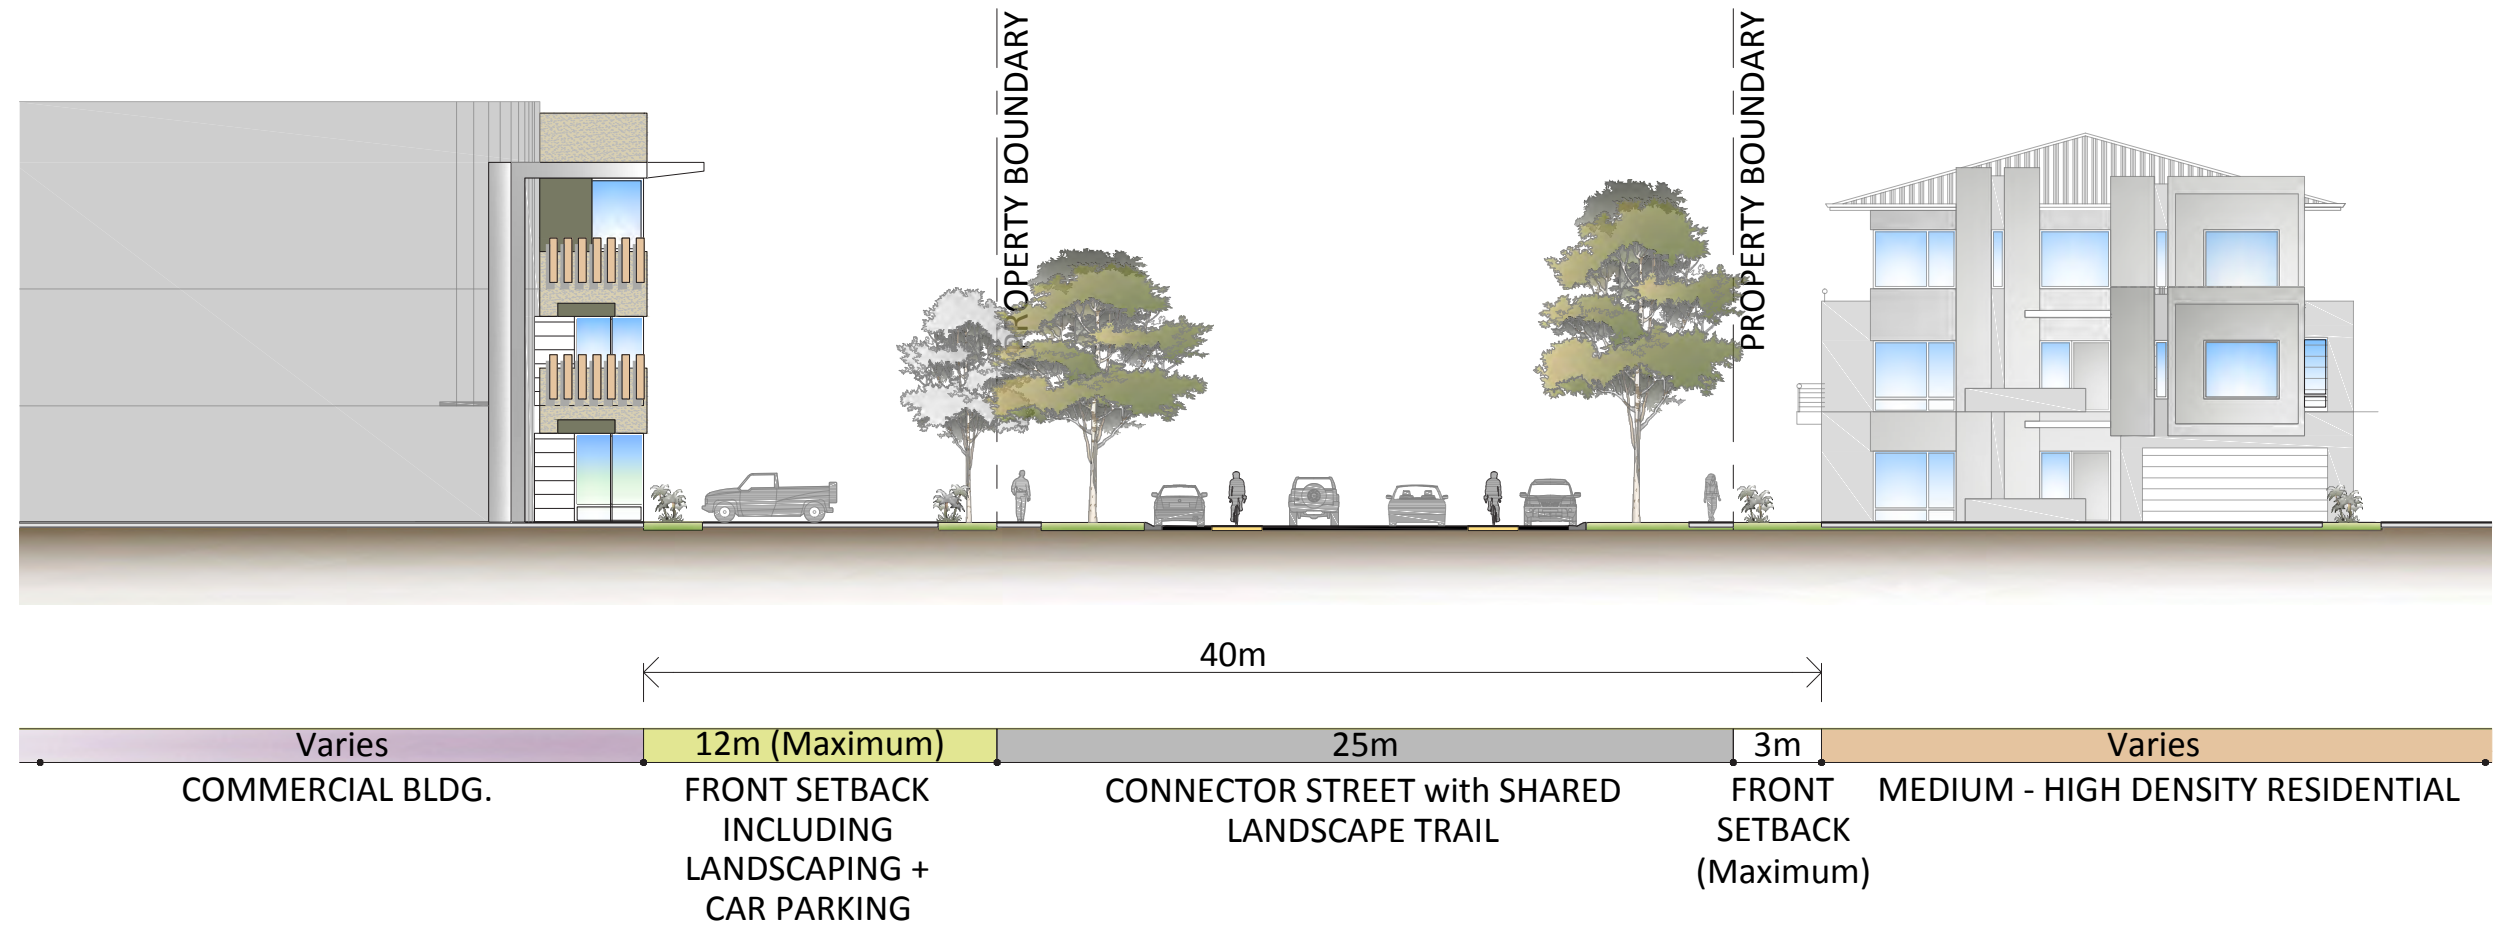 PROPERTY BOUNDARY
PROPERTY BOUNDARY
40m
Varies
12m (Maximum)
25m
3m
Varies
COMMERCIAL BLDG.
FRONT SETBACK
INCLUDING
LANDSCAPING +
CAR PARKING
CONNECTOR STREET with SHARED
LANDSCAPE TRAIL
FRONT
SETBACK
(Maximum)
MEDIUM - HIGH DENSITY RESIDENTIAL